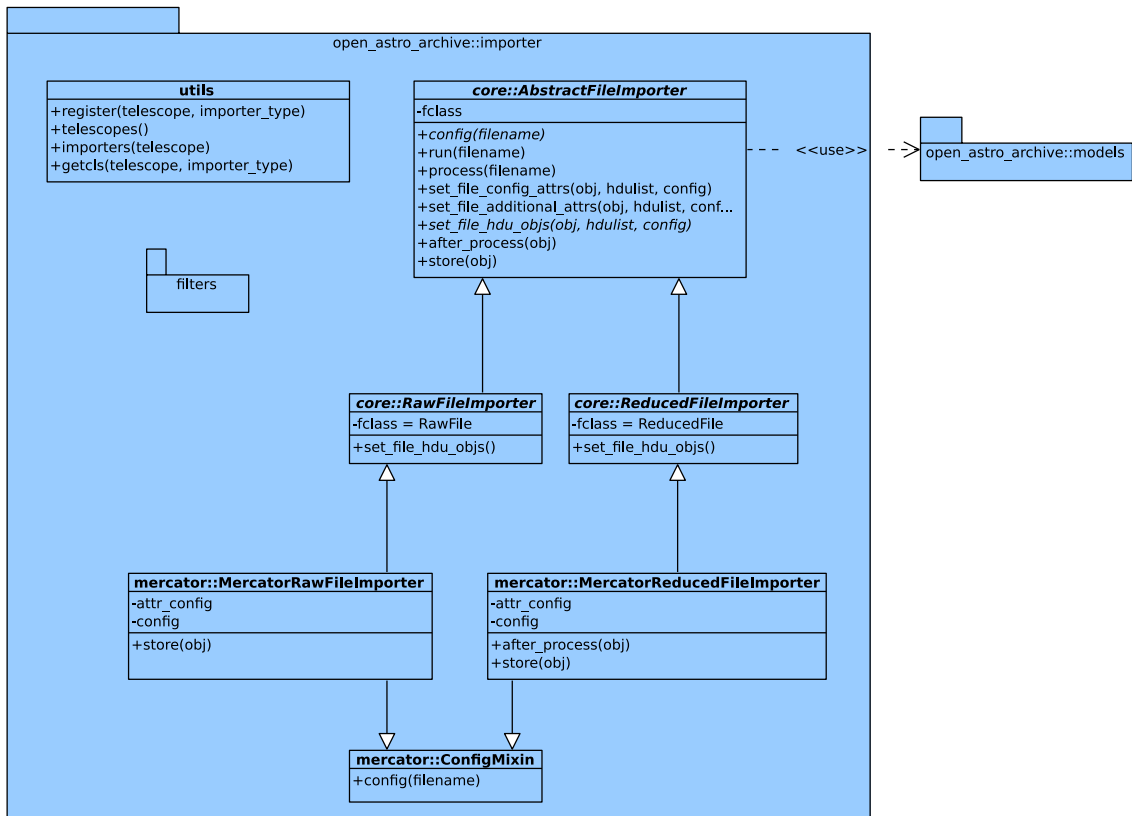 open_astro_archive::importer
utils
+register(telescope, importer_type)
+telescopes()
+importers(telescope)
+getcls(telescope, importer_type)
core::AbstractFileImporter
-fclass
+config(filename)
+run(filename)
+process(filename)
+set_file_config_attrs(obj, hdulist, config)
+set_file_additional_attrs(obj, hdulist, conf...
+set_file_hdu_objs(obj, hdulist, config)
+after_process(obj)
+store(obj)
<<use>>
open_astro_archive::models
filters
core::RawFileImporter
-fclass = RawFile
+set_file_hdu_objs()
core::ReducedFileImporter
-fclass = ReducedFile
+set_file_hdu_objs()
mercator::MercatorRawFileImporter
-attr_config
-config
+store(obj)
mercator::MercatorReducedFileImporter
-attr_config
-config
+after_process(obj)
+store(obj)
mercator::ConfigMixin
+config(filename)